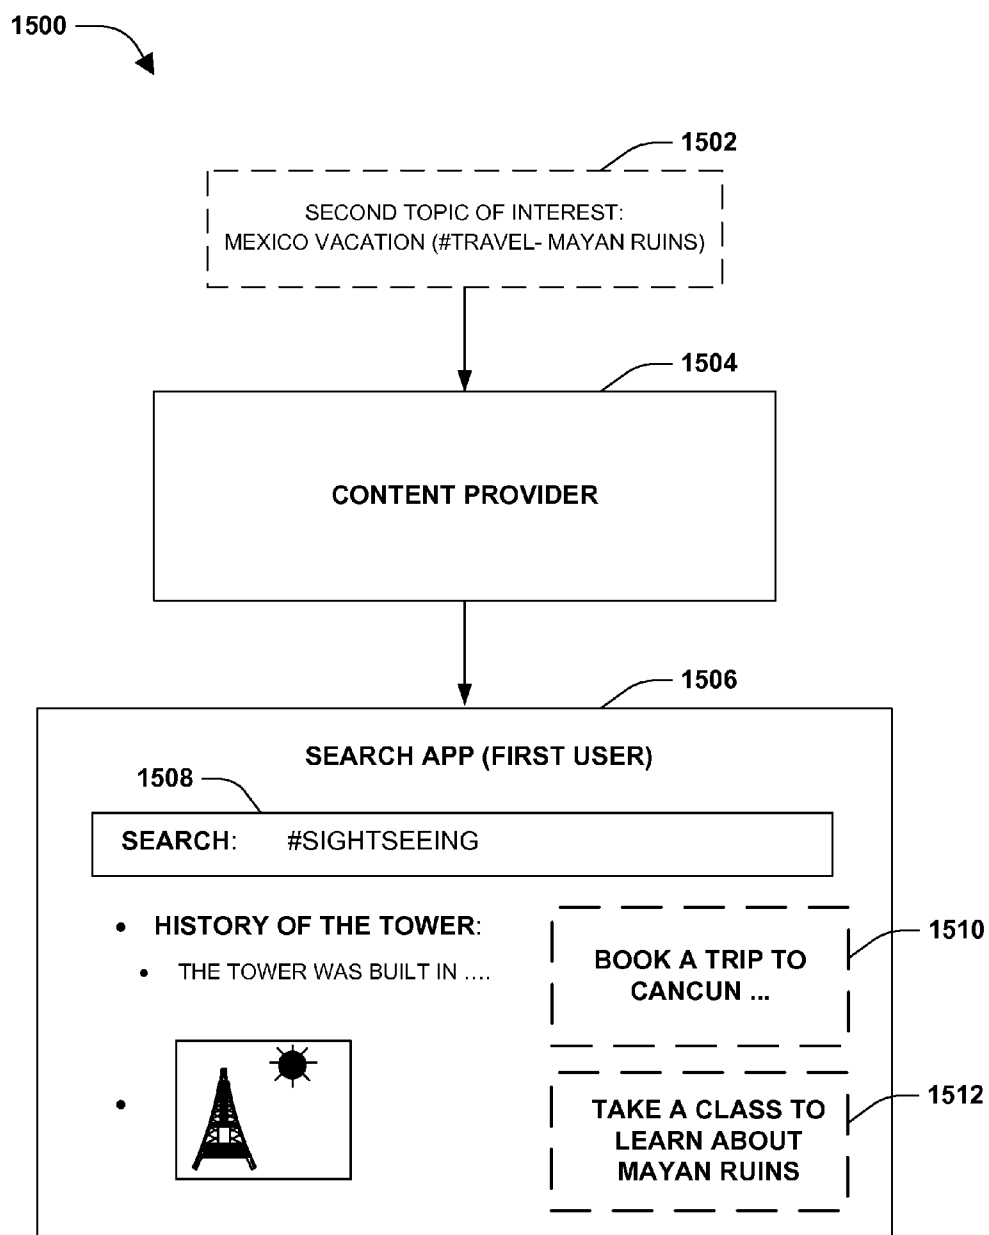 1500
1502
SECOND TOPIC OF INTEREST:
MEXICO VACATION (#TRAVEL- MAYAN RUINS)
1504
CONTENT PROVIDER
1506
SEARCH APP (FIRST USER)
1508
SEARCH: #SIGHTSEEING
• HISTORY OF THE TOWER:
• THE TOWER WAS BUILT IN ....
1510
BOOK A TRIP TO
CANCUN ...
1512
TAKE A CLASS TO
LEARN ABOUT
MAYAN RUINS